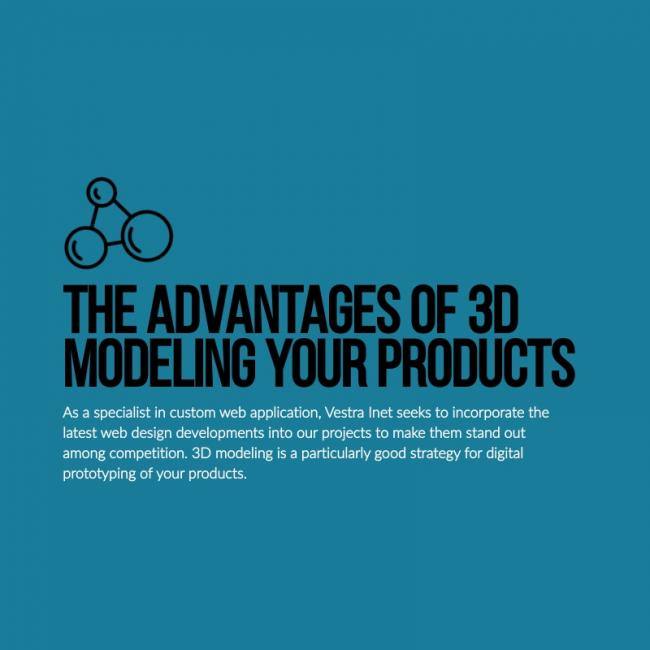 THE ADVANTAGES OF 3D
MODELING YOUR PRODUCTS
As a specialist in custom web application, Vestra Inet seeks to incorporate the
latest web design developments into our projects to make them stand out
among competition. 3D modeling is a particularly good strategy for digital
prototyping of your products.